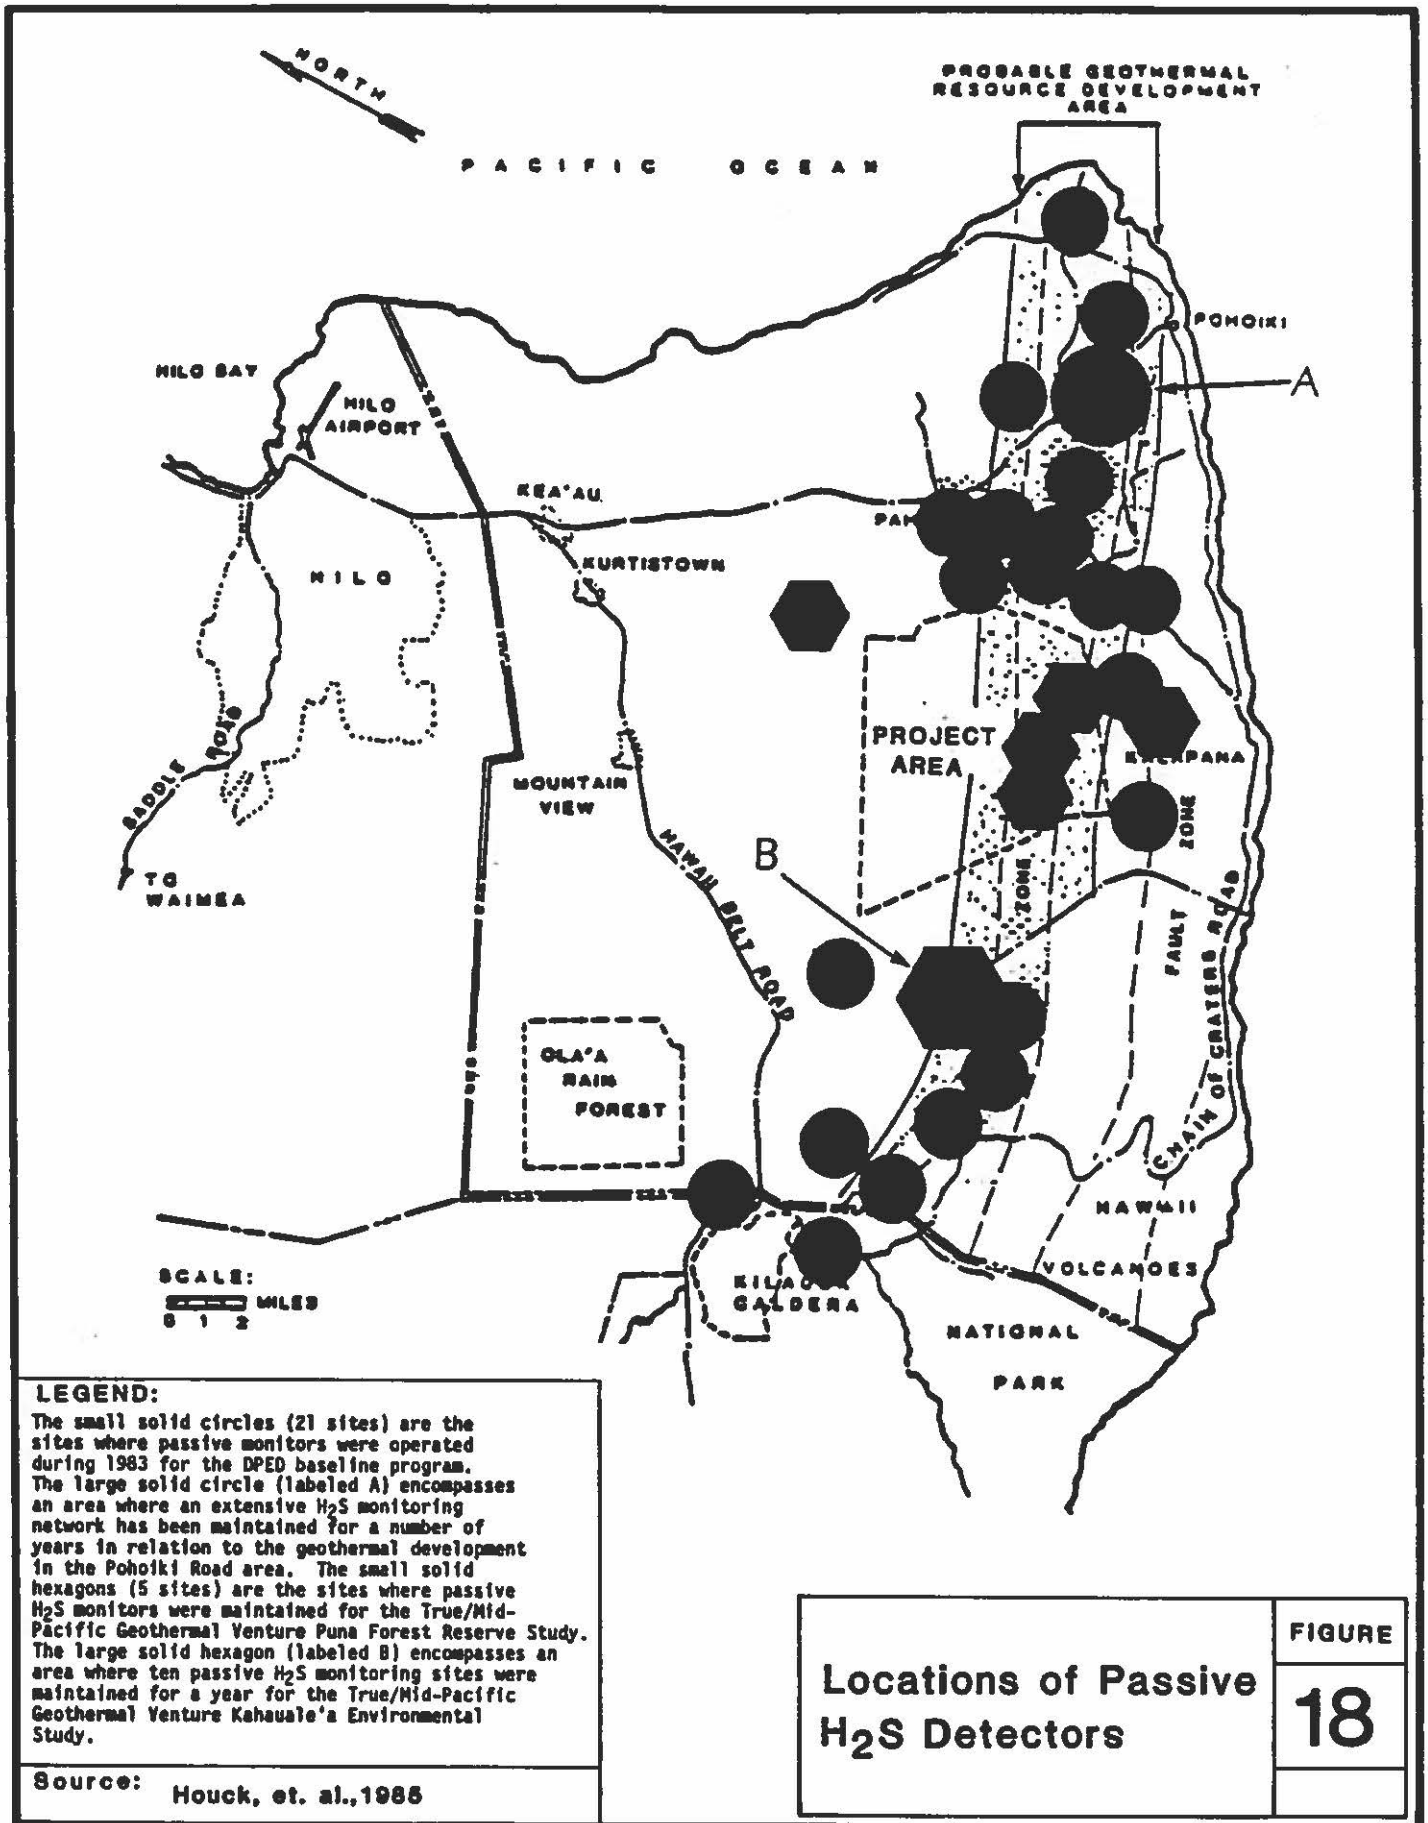 NORTH
PROBABLE GEOTHERMAL
RESOURCE DEVELOPMENT
AREA
PACIFIC OCEAN
POHOIKI
HILO BAY
A
HILO
AIRPORT
KEA'AU
PAH
KURTISTOWN
HILO
PROJECT
AREA
KALAPANA
SADDLE ROAD
MOUNTAIN
VIEW
ZONE
HAWAII BELT ROAD
B
TO
WAIMEA
ZONE
FAULT
CHAIN OF CRATERS ROAD
OLA'A
RAIN
FOREST
HAWAII
VOLCANOES
NATIONAL
PARK
KILAUEA
CALDERA
SCALE:
MILES
0 1 2
LEGEND:
The small solid circles (21 sites) are the
sites where passive monitors were operated
during 1983 for the DPED baseline program.
The large solid circle (labeled A) encompasses
an area where an extensive H2S monitoring
network has been maintained for a number of
years in relation to the geothermal development
in the Pohoiki Road area. The small solid
hexagons (5 sites) are the sites where passive
H2S monitors were maintained for the True/Mid-
Pacific Geothermal Venture Puna Forest Reserve Study.
The large solid hexagon (labeled B) encompasses an
area where ten passive H2S monitoring sites were
maintained for a year for the True/Mid-Pacific
Geothermal Venture Kahauale'a Environmental
Study.
Source: Houck, et. al.,1985
Locations of Passive
H2S Detectors
FIGURE
18